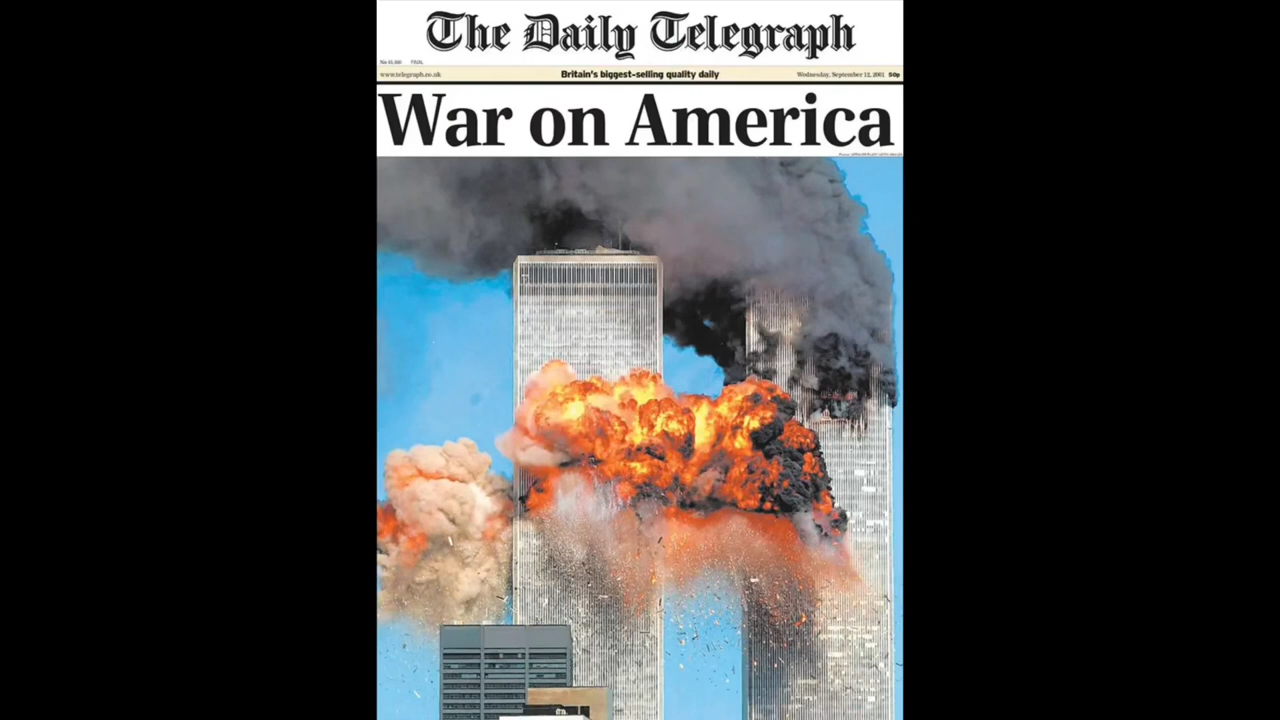 The Daily Telegraph
www.telegraph.co.uk Britain's biggest-selling quality daily Wednesday, September 12, 2001 50p
War on America